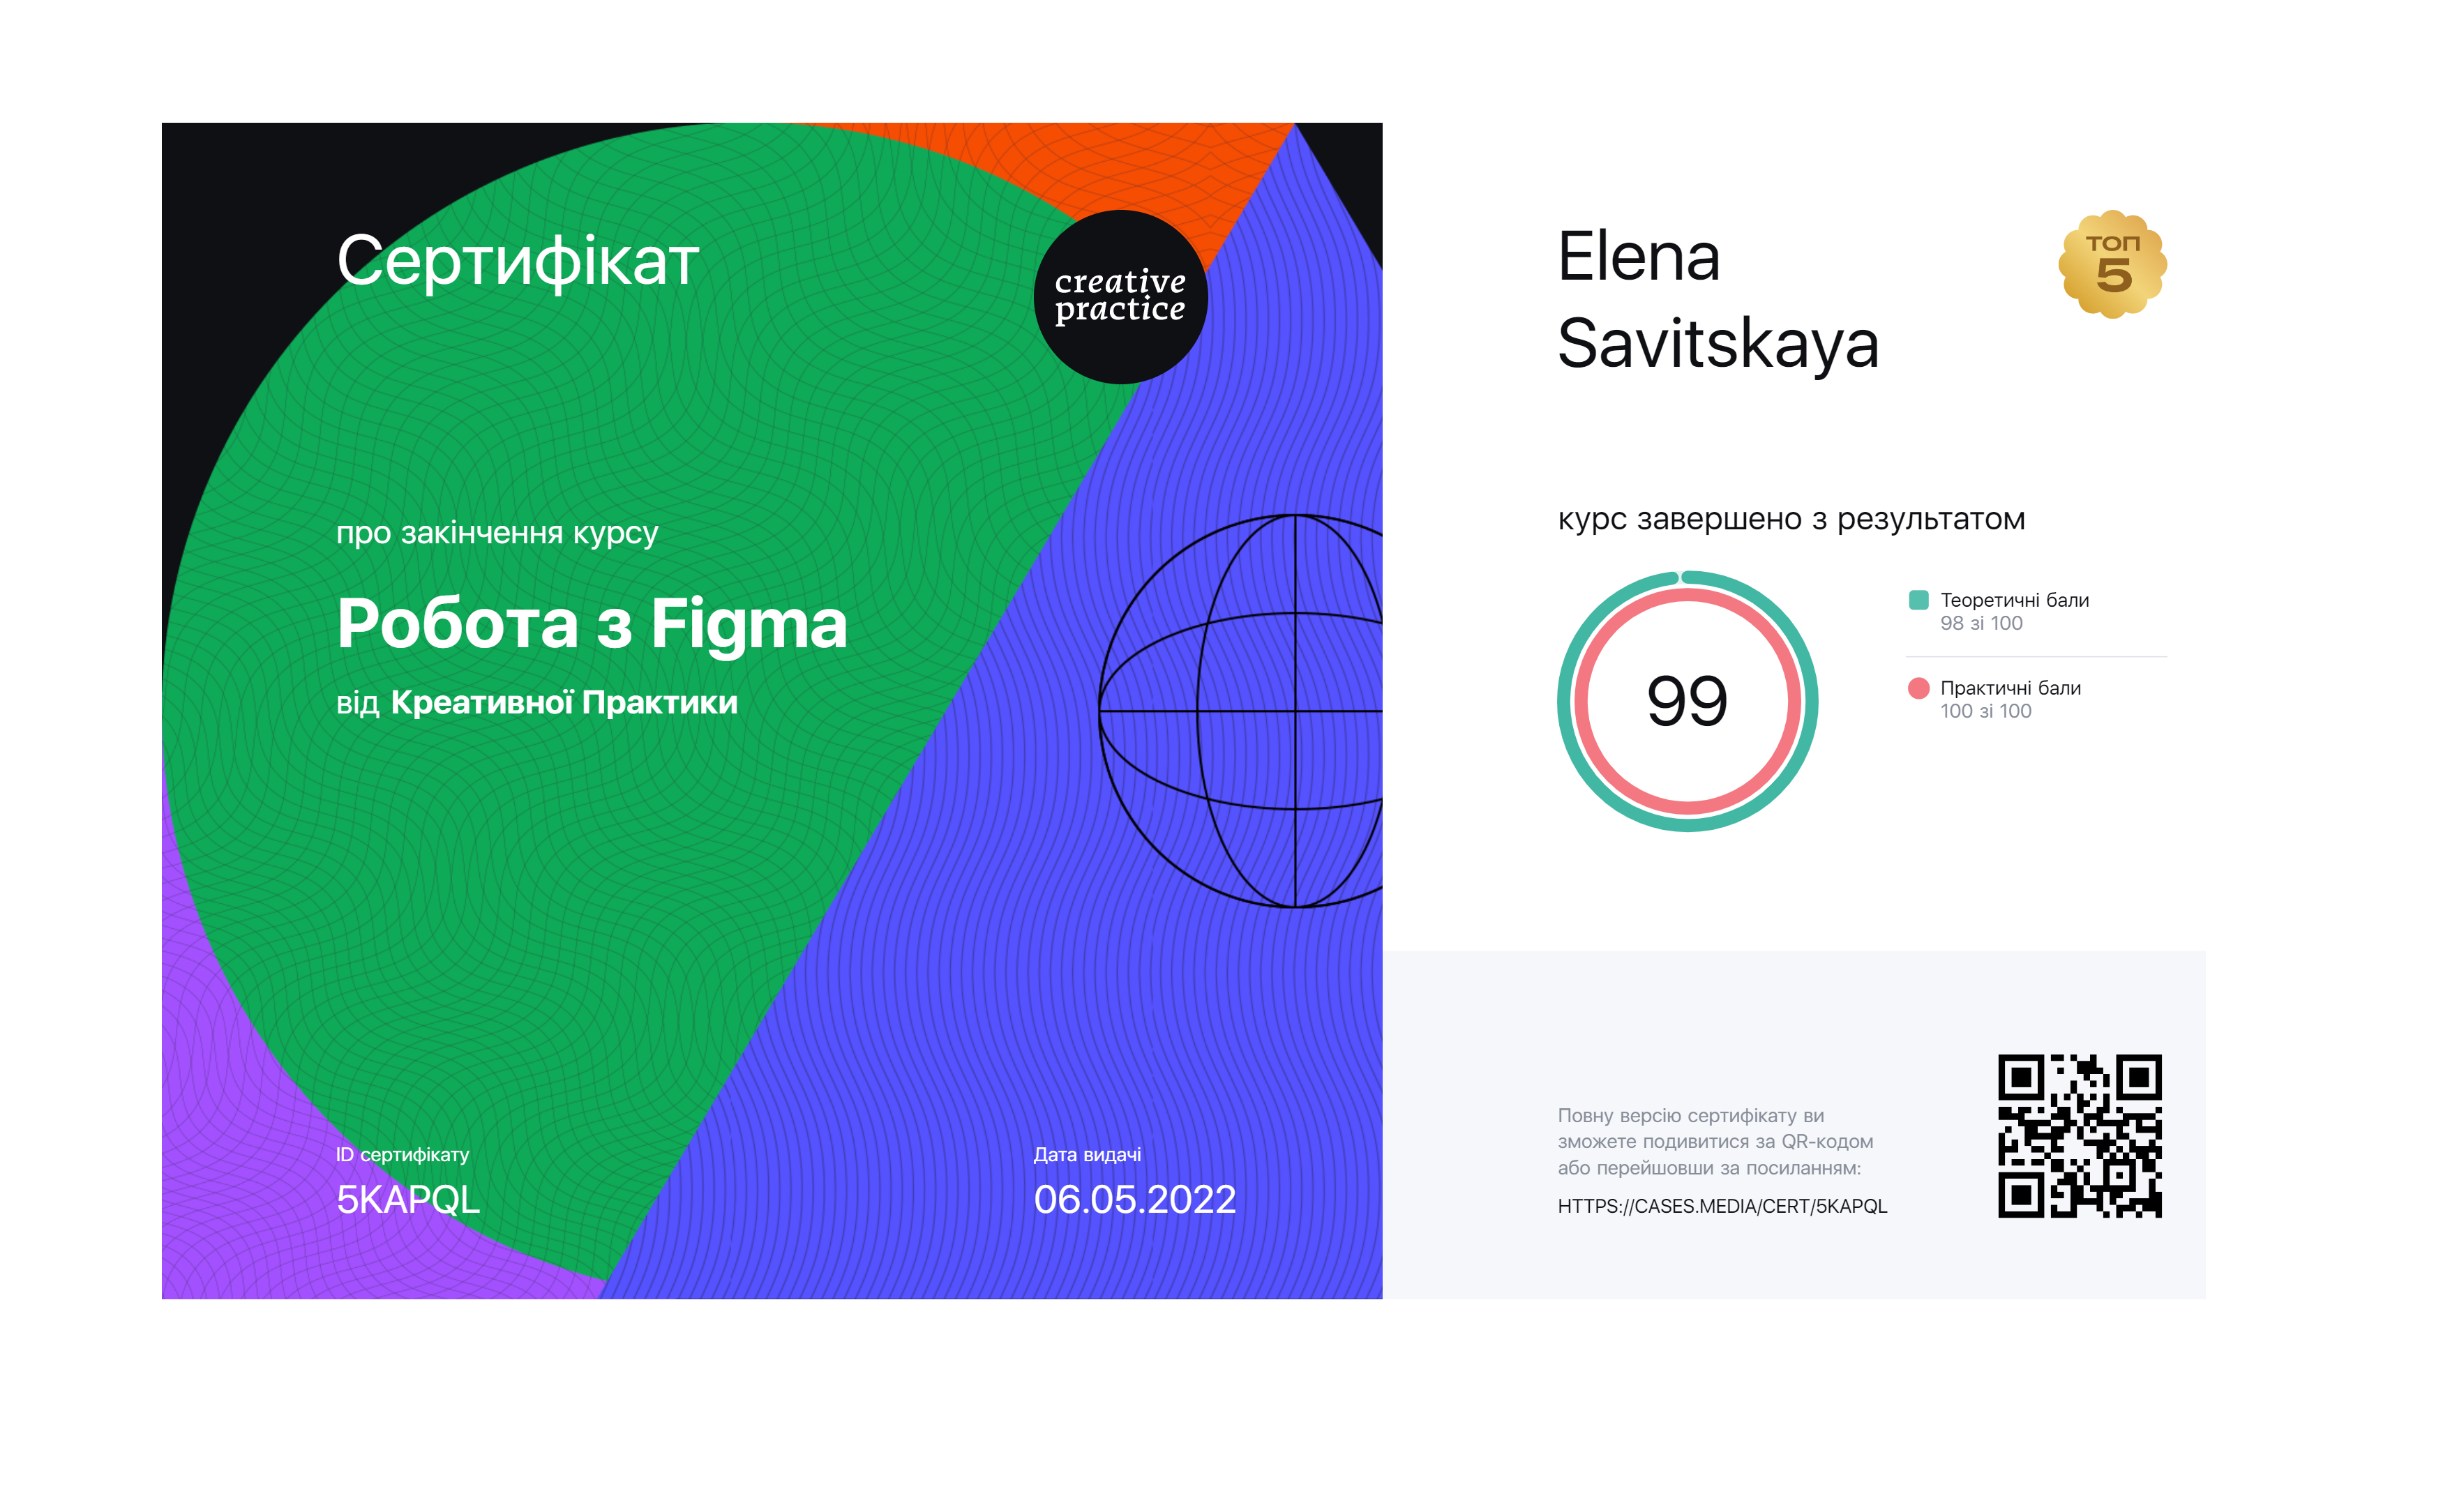 Сертифікат
creative
practice
про закінчення курсу
Робота з Figma
від Креативної Практики
ID сертифікату
5KAPQL
Дата видачі
06.05.2022
Elena
Savitskaya
ТОП
5
курс завершено з результатом
99
Теоретичні бали
98 зі 100
Практичні бали
100 зі 100
Повну версію сертифікату ви
зможете подивитися за QR-кодом
або перейшовши за посиланням:
HTTPS://CASES.MEDIA/CERT/5KAPQL